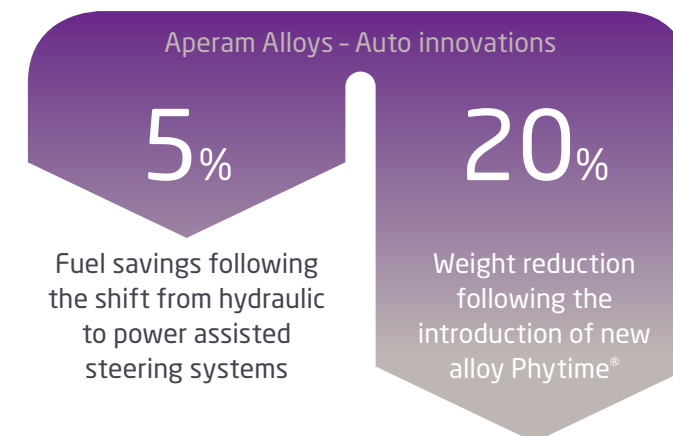 Aperam Alloys – Auto innovations
5%
Fuel savings following
the shift from hydraulic
to power assisted
steering systems
20%
Weight reduction
following the
introduction of new
alloy Phytime®